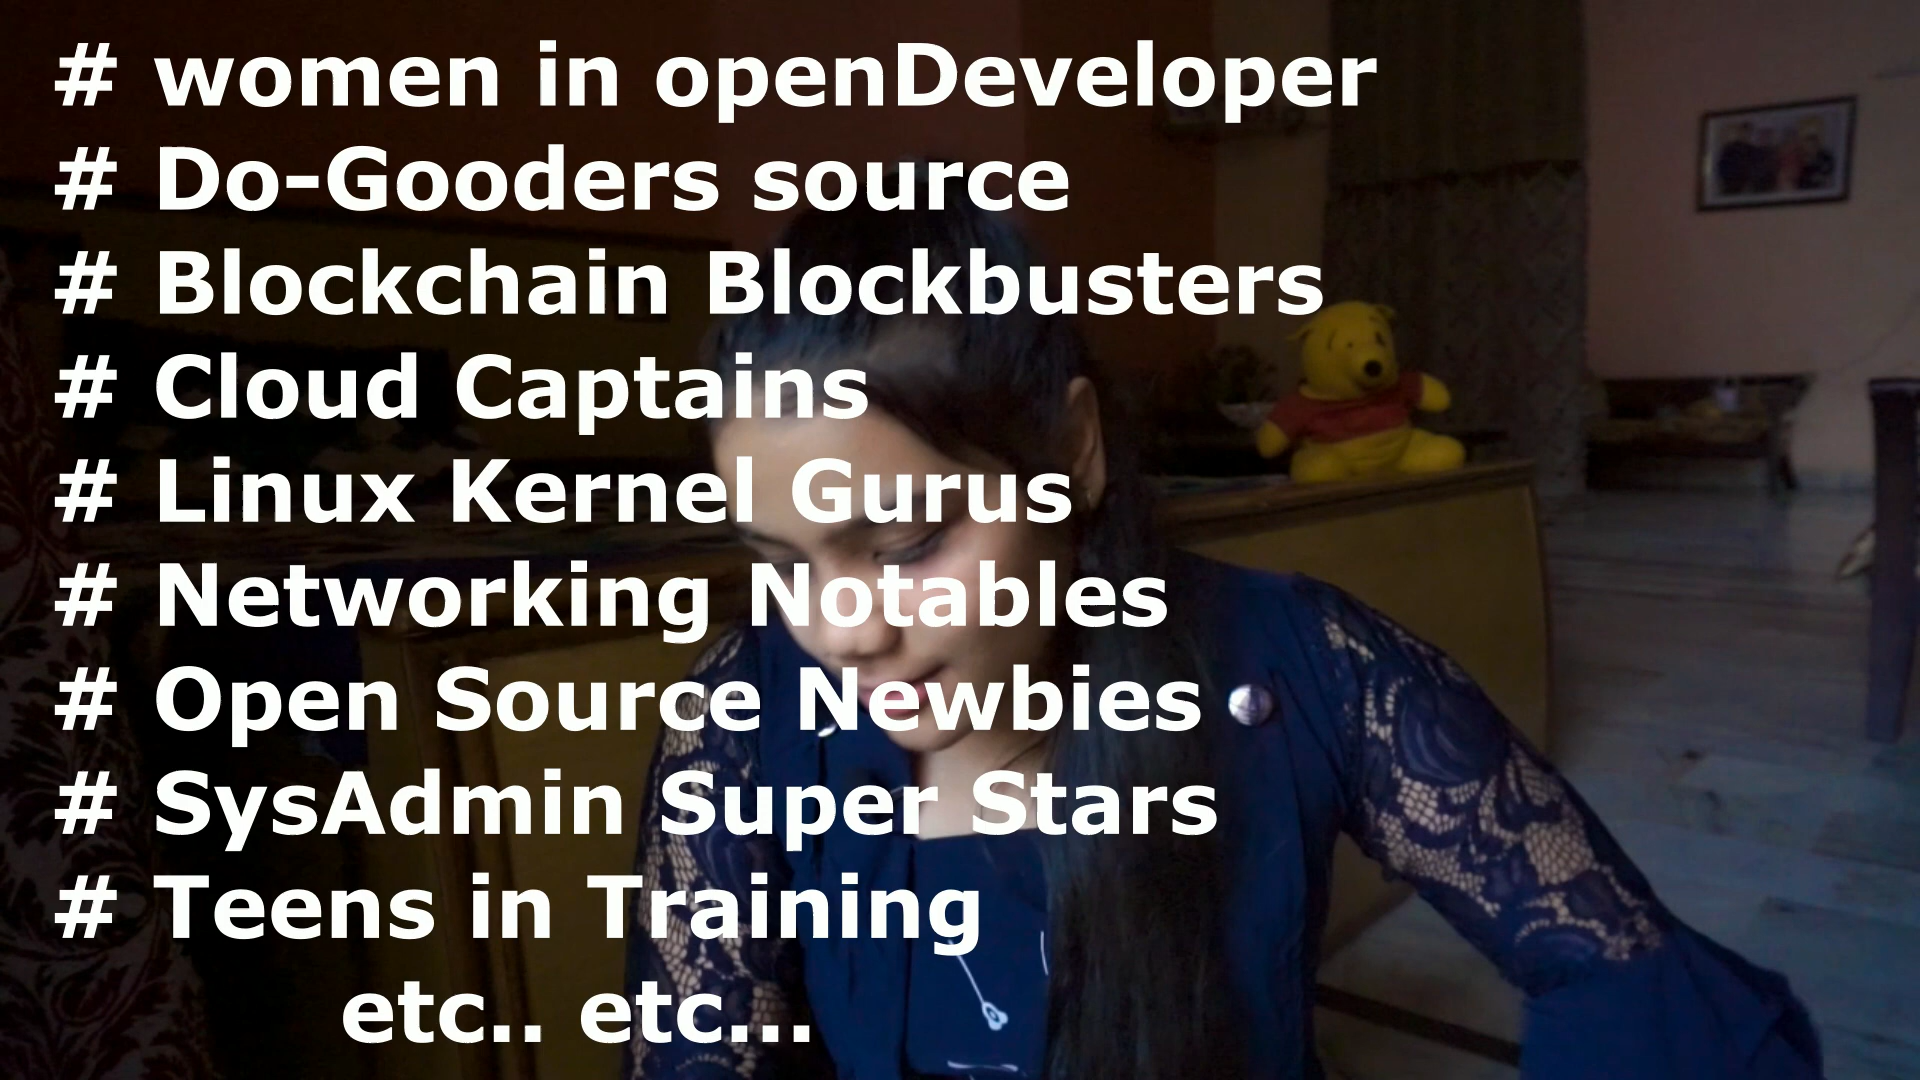 # women in openDeveloper
# Do-Gooders source
# Blockchain Blockbusters
# Cloud Captains
# Linux Kernel Gurus
# Networking Notables
# Open Source Newbies
# SysAdmin Super Stars
# Teens in Training
etc.. etc...